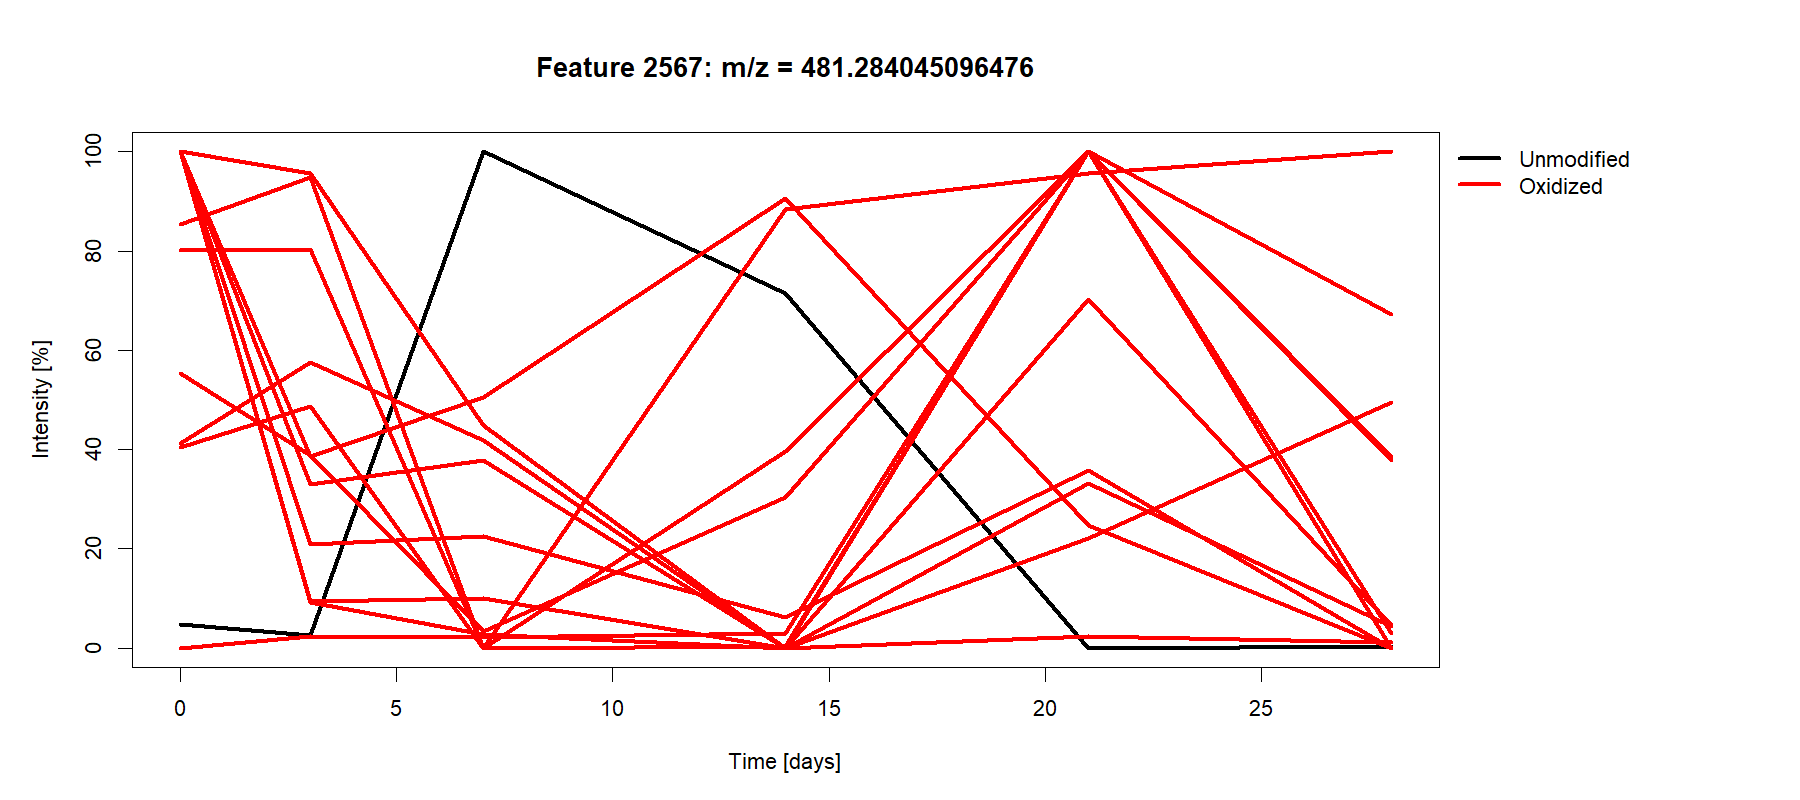 Feature 2567: m/z = 481.284045096476
Unmodified
Oxidized
Intensity [%]
100
80
60
40
20
0
0 5 10 15 20 25
Time [days]